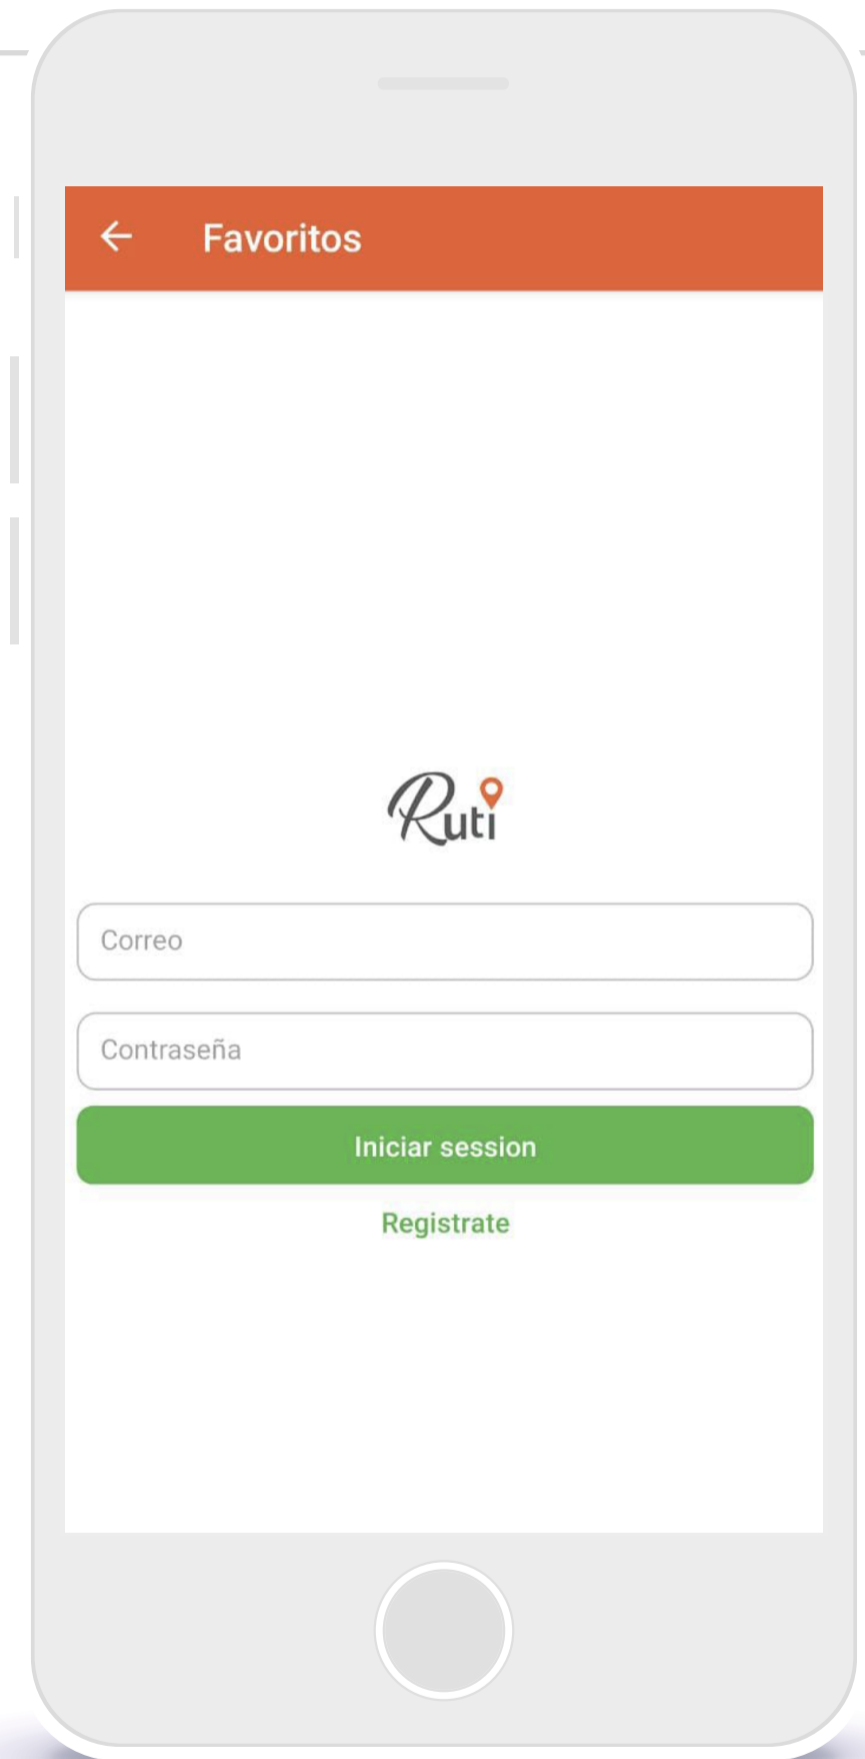 Favoritos
Ruti
Correo
Contraseña
Iniciar session
Registrate